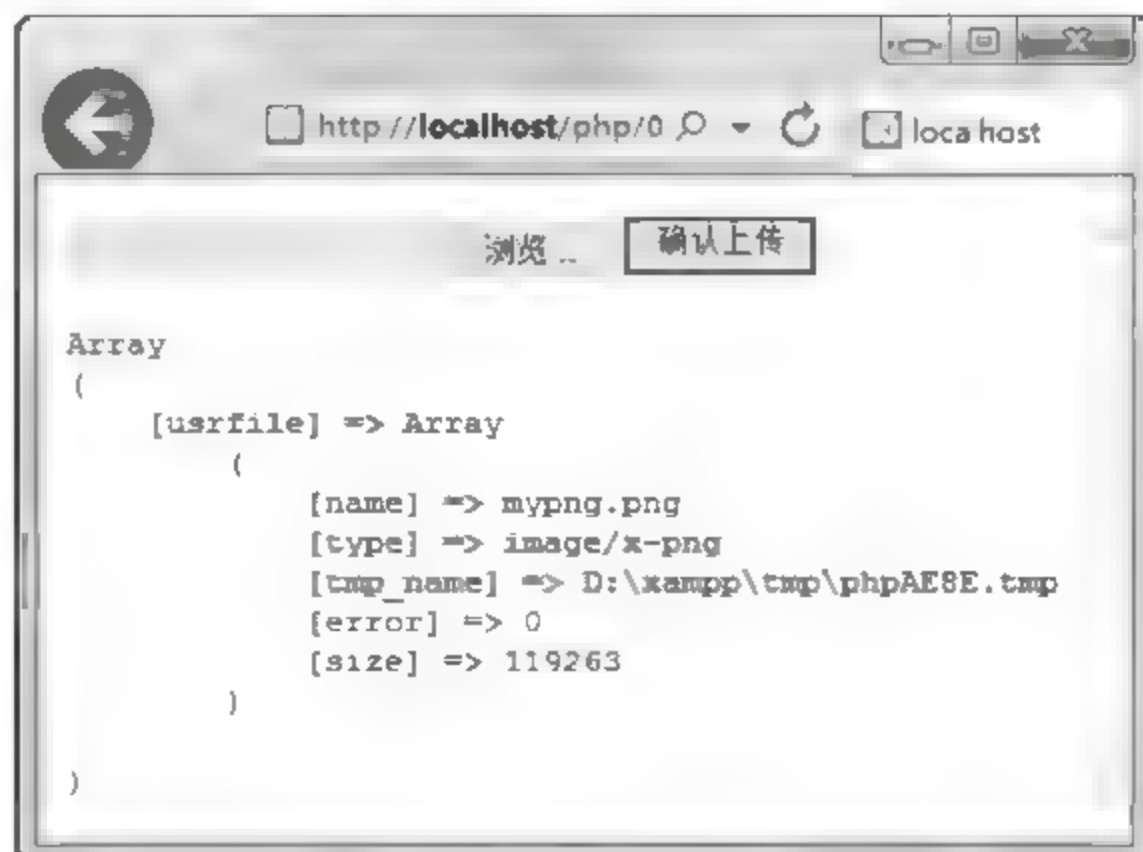 http //localhost/php/0
loca host
浏览 ..
确认上传
Array
(
[usrfile] => Array
(
[name] => mypng.png
[type] => image/x-png
[tmp_name] => D:\xampp\tmp\phpAE8E.tmp
[error] => 0
[size] => 119263
)
)